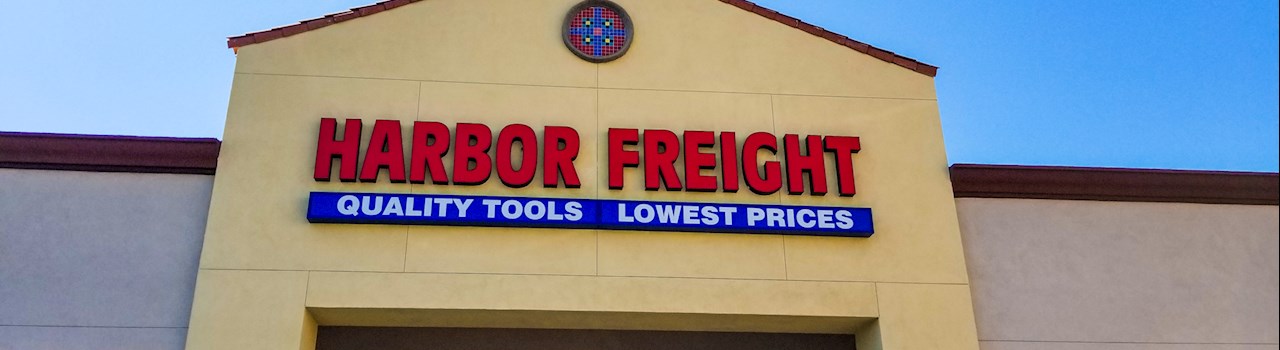 HARBOR FREIGHT
QUALITY TOOLS LOWEST PRICES